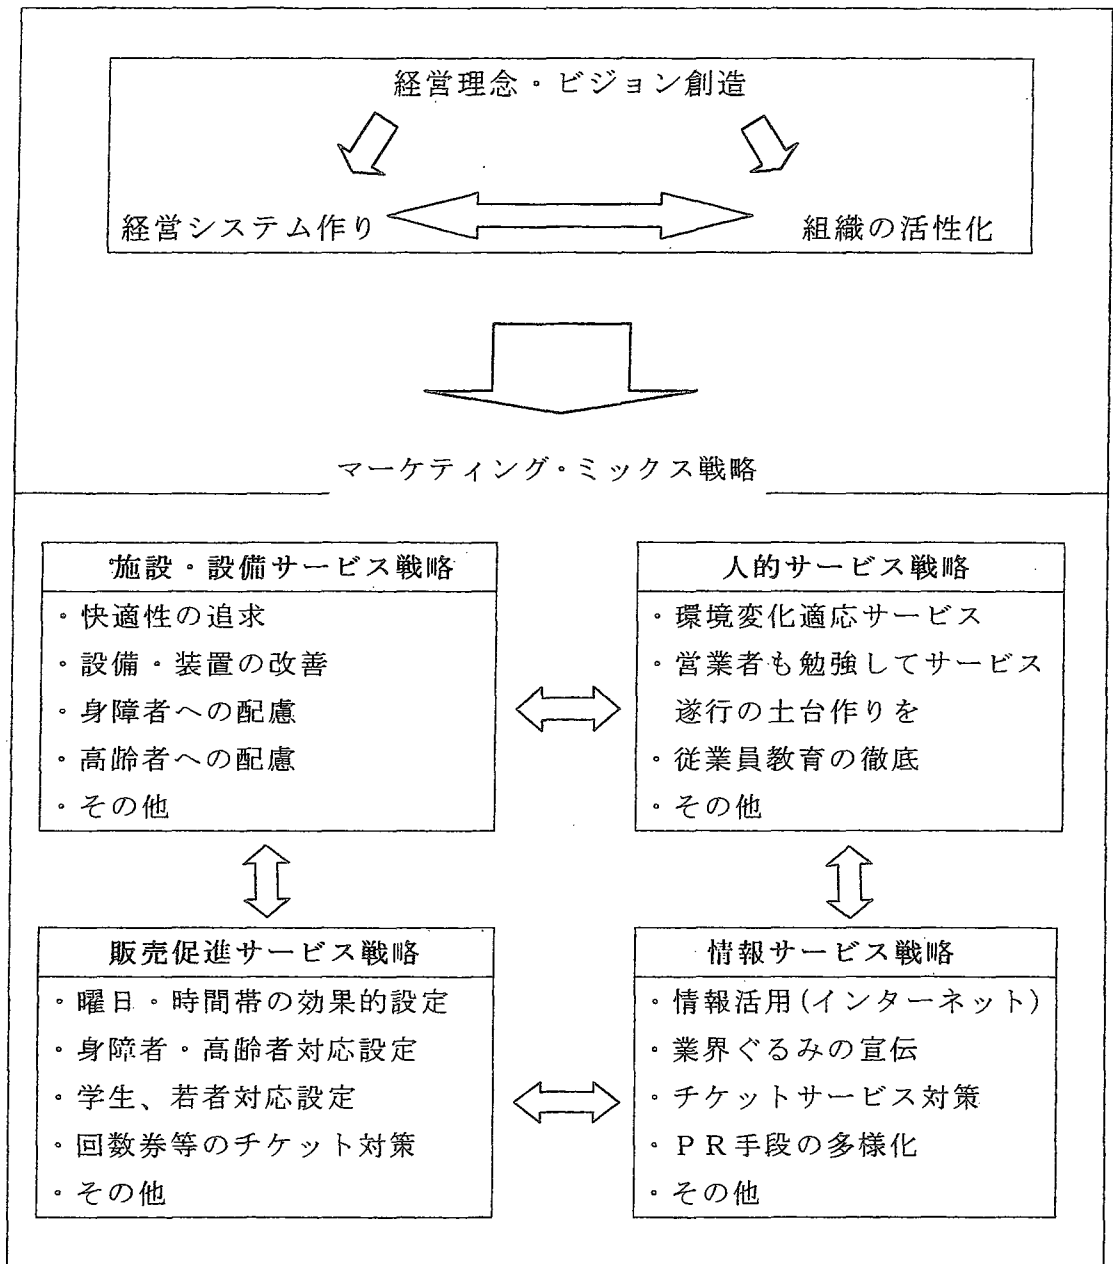 経営理念・ビジョン創造
経営システム作り
組織の活性化
マーケティング・ミックス戦略
施設・設備サービス戦略
・快適性の追求
・設備・装置の改善
・身障者への配慮
・高齢者への配慮
・その他
人的サービス戦略
・環境変化適応サービス
・営業者も勉強してサービス
遂行の土台作りを
・従業員教育の徹底
・その他
販売促進サービス戦略
・曜日・時間帯の効果的設定
・身障者・高齢者対応設定
・学生、若者対応設定
・回数券等のチケット対策
・その他
情報サービス戦略
・情報活用(インターネット)
・業界ぐるみの宣伝
・チケットサービス対策
・PR手段の多様化
・その他